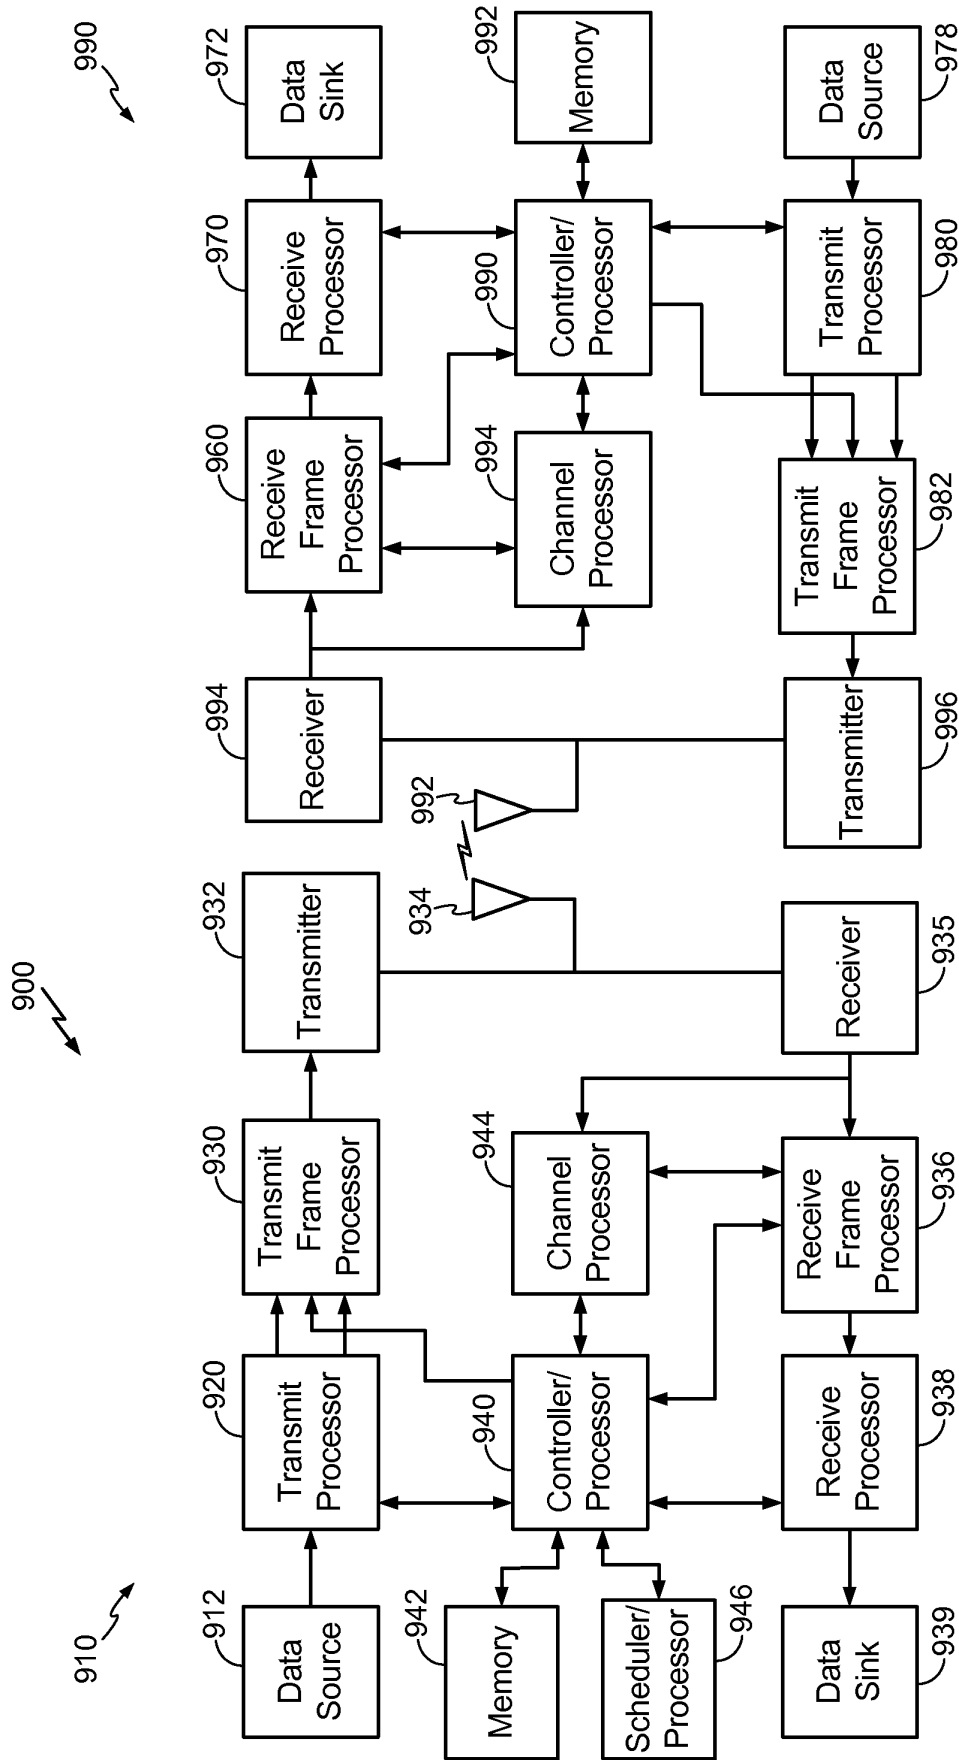 900
910
912
Data
Source
920
Transmit
Processor
930
Transmit
Frame
Processor
932
Transmitter
942
Memory
940
Controller/
Processor
944
Channel
Processor
934
946
Scheduler/
Processor
939
Data
Sink
938
Receive
Processor
936
Receive
Frame
Processor
935
Receiver
990
994
Receiver
960
Receive
Frame
Processor
970
Receive
Processor
972
Data
Sink
992
994
Channel
Processor
990
Controller/
Processor
992
Memory
996
Transmitter
982
Transmit
Frame
Processor
980
Transmit
Processor
978
Data
Source